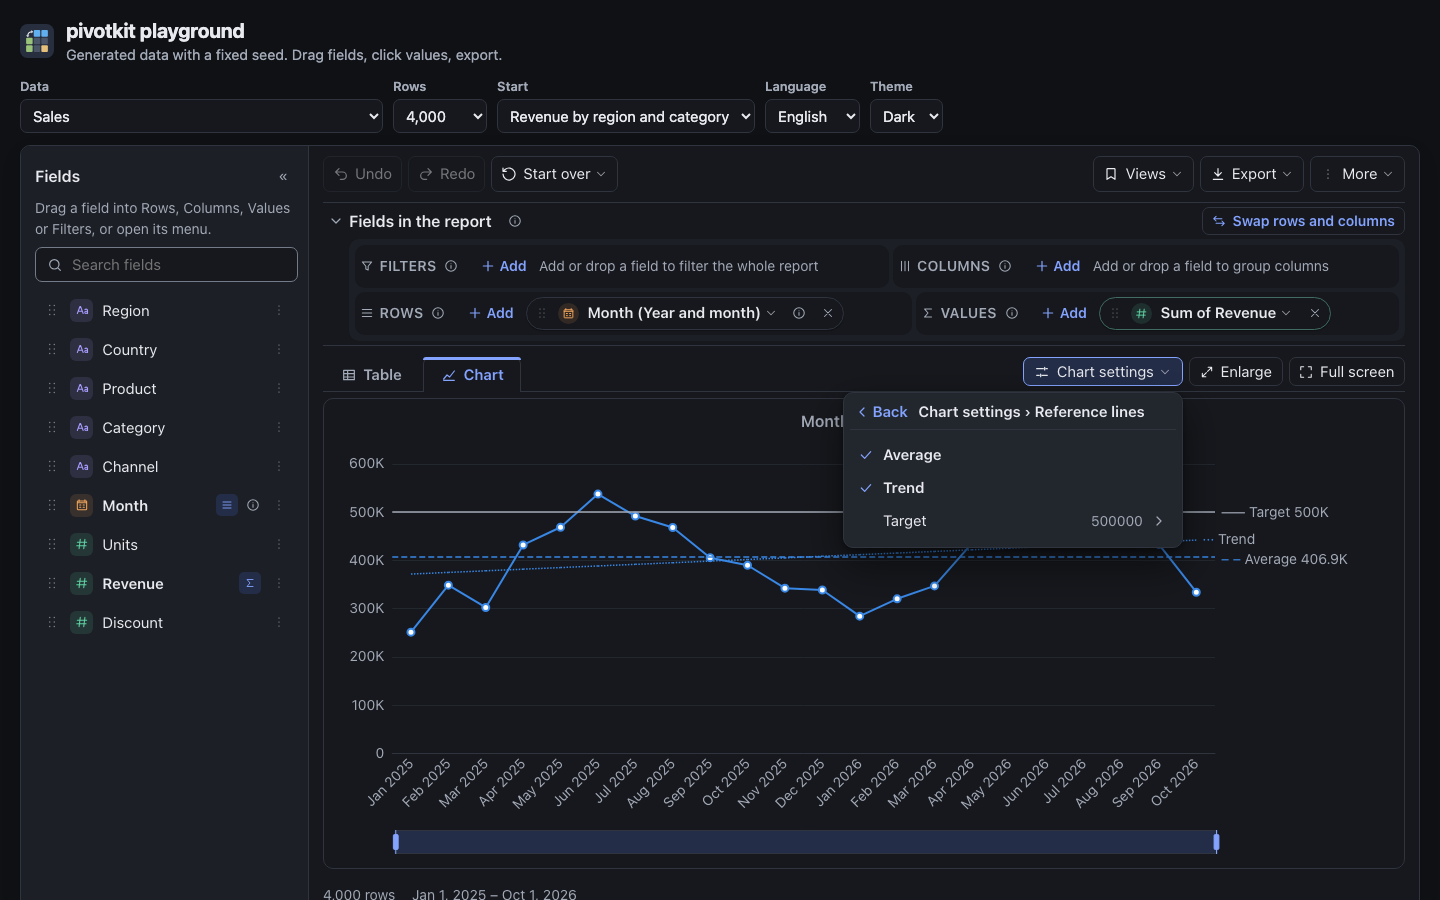 pivotkit playground
Generated data with a fixed seed. Drag fields, click values, export.
Data
Rows
Start
Language
Theme
Sales
4,000
Revenue by region and category
English
Dark
Fields
«
Drag a field into Rows, Columns, Values
or Filters, or open its menu.
Search fields
Aa Region
Aa Country
Aa Product
Aa Category
Aa Channel
Month
# Units
# Revenue Σ
# Discount
Undo
Redo
Start over
Views
Export
More
Fields in the report
Swap rows and columns
FILTERS + Add Add or drop a field to filter the whole report
COLUMNS + Add Add or drop a field to group columns
ROWS + Add Month (Year and month)
Σ VALUES + Add # Sum of Revenue
Table
Chart
Chart settings
Enlarge
Full screen
Back Chart settings › Reference lines
Average
Trend
Target 500000
600K
500K
400K
300K
200K
100K
0
Target 500K
Trend
Average 406.9K
Jan 2025
Feb 2025
Mar 2025
Apr 2025
May 2025
Jun 2025
Jul 2025
Aug 2025
Sep 2025
Oct 2025
Nov 2025
Dec 2025
Jan 2026
Feb 2026
Mar 2026
Apr 2026
May 2026
Jun 2026
Jul 2026
Aug 2026
Sep 2026
Oct 2026
4,000 rows Jan 1, 2025 – Oct 1, 2026